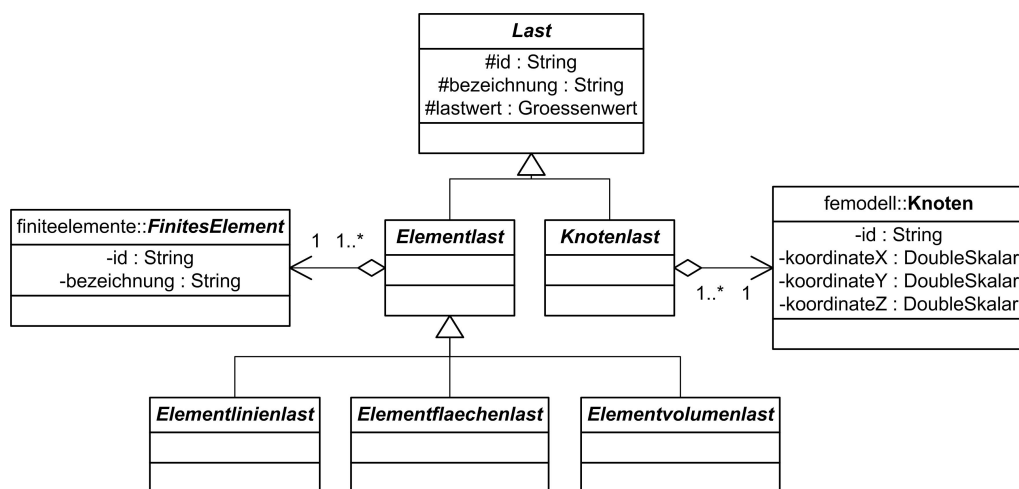 Last
#id : String
#bezeichnung : String
#lastwert : Groessenwert
finiteelemente::FinitesElement
-id : String
-bezeichnung : String
1 1..*
Elementlast
Knotenlast
1..* 1
femodell::Knoten
-id : String
-koordinateX : DoubleSkalar
-koordinateY : DoubleSkalar
-koordinateZ : DoubleSkalar
Elementlinienlast
Elementflaechenlast
Elementvolumenlast